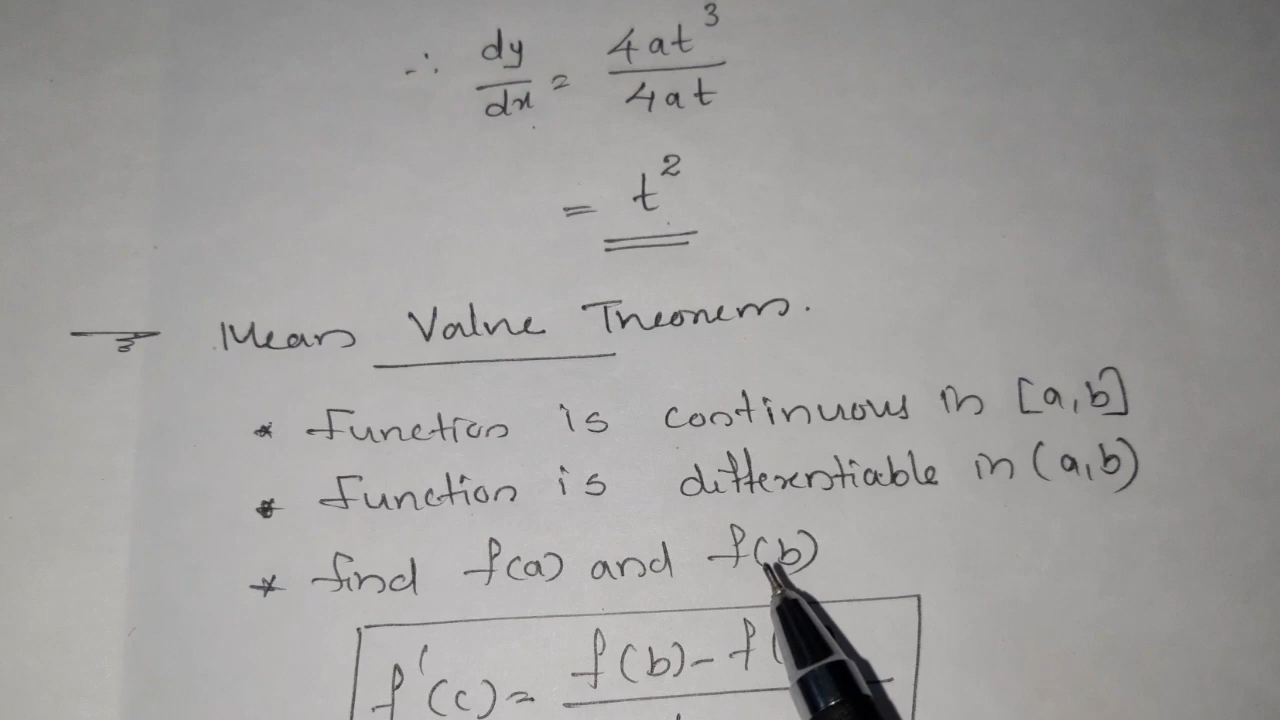 ∴ dy/dx = 4at³/4at
= t²
Mean Value Theorem.
* Function is continuous in [a,b]
* Function is differentiable in (a,b)
* find f(a) and f(b)
f'(c) = f(b) - f(